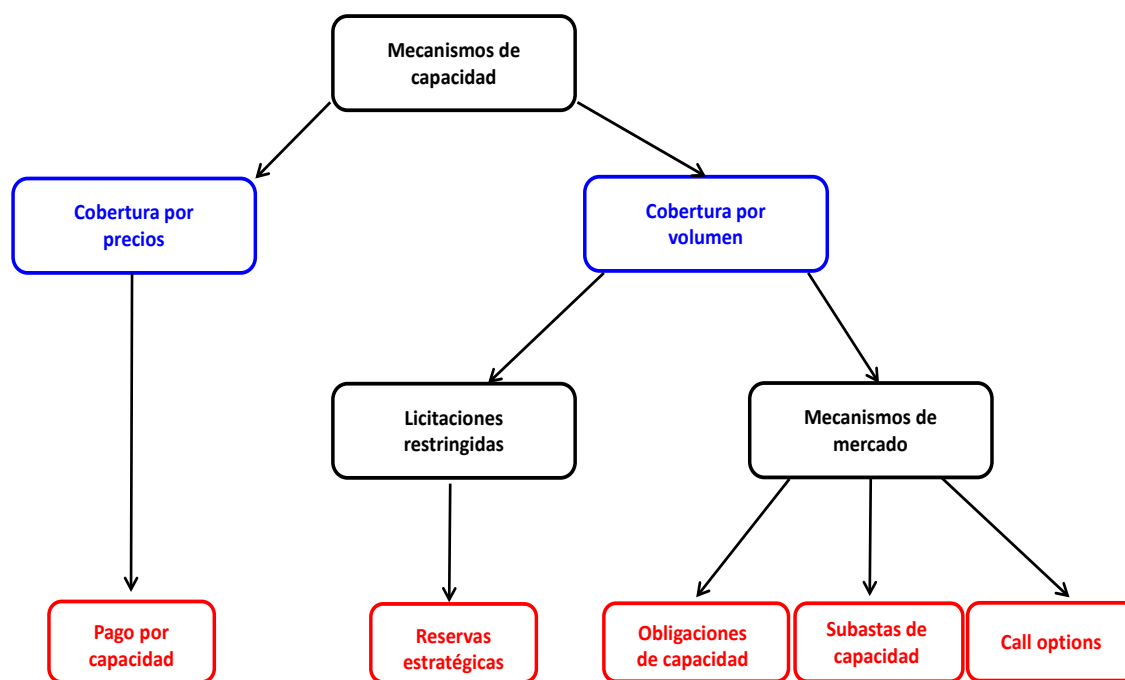 Mecanismos de
capacidad
Cobertura por
precios
Cobertura por
volumen
Licitaciones
restringidas
Mecanismos de
mercado
Pago por
capacidad
Reservas
estratégicas
Obligaciones
de capacidad
Subastas de
capacidad
Call options